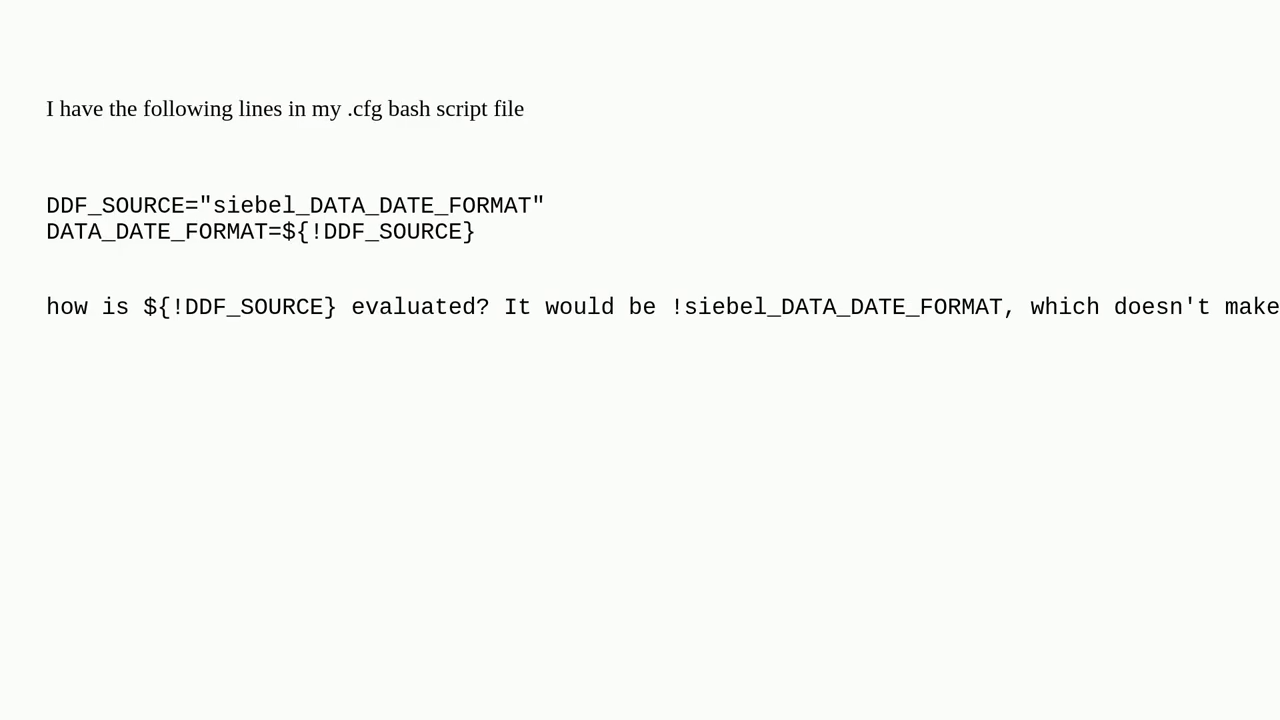 I have the following lines in my .cfg bash script file
DDF_SOURCE="siebel_DATA_DATE_FORMAT"
DATA_DATE_FORMAT=${!DDF_SOURCE}
how is ${!DDF_SOURCE} evaluated? It would be !siebel_DATA_DATE_FORMAT, which doesn't make